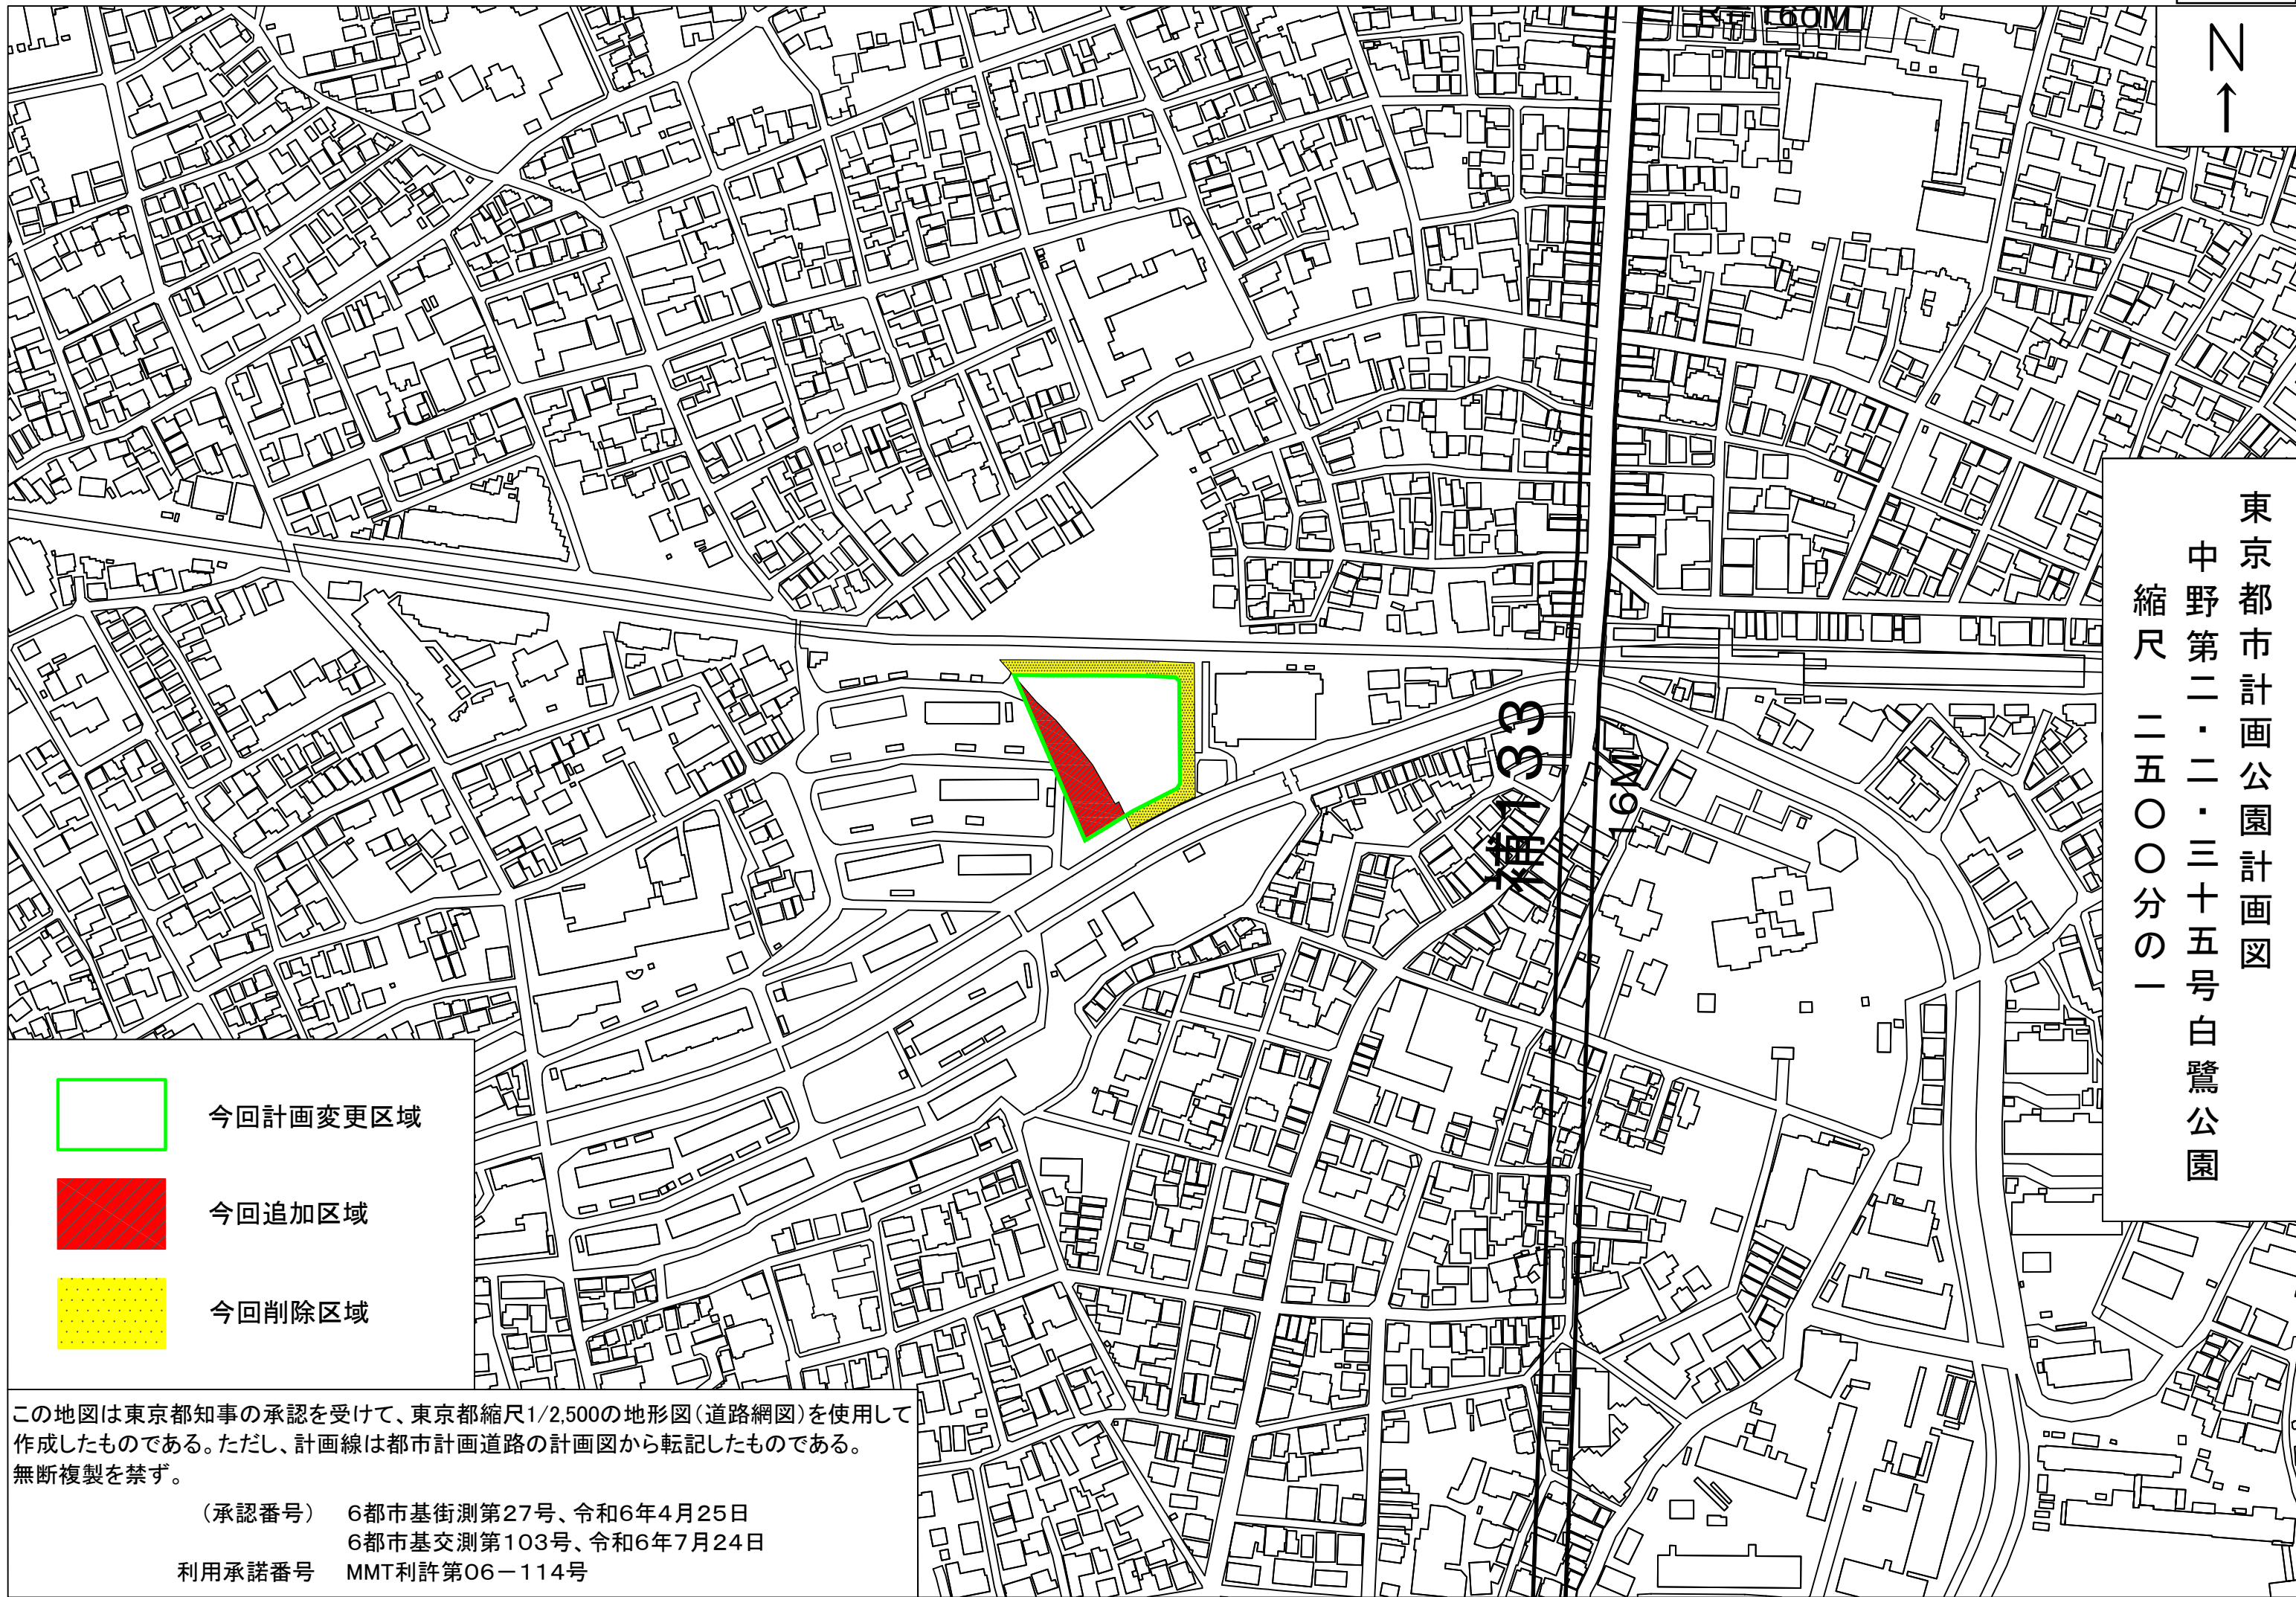 R=160M
N
東京都市計画公園計画図
中野第二・二・三十五号白鷺公園
縮尺 二五〇〇分の一
補133
16M
今回計画変更区域
今回追加区域
今回削除区域
この地図は東京都知事の承認を受けて、東京都縮尺1/2,500の地形図(道路網図)を使用して
作成したものである。ただし、計画線は都市計画道路の計画図から転記したものである。
無断複製を禁ず。
(承認番号) 6都市基街測第27号、令和6年4月25日
6都市基交測第103号、令和6年7月24日
利用承諾番号 MMT利許第06-114号